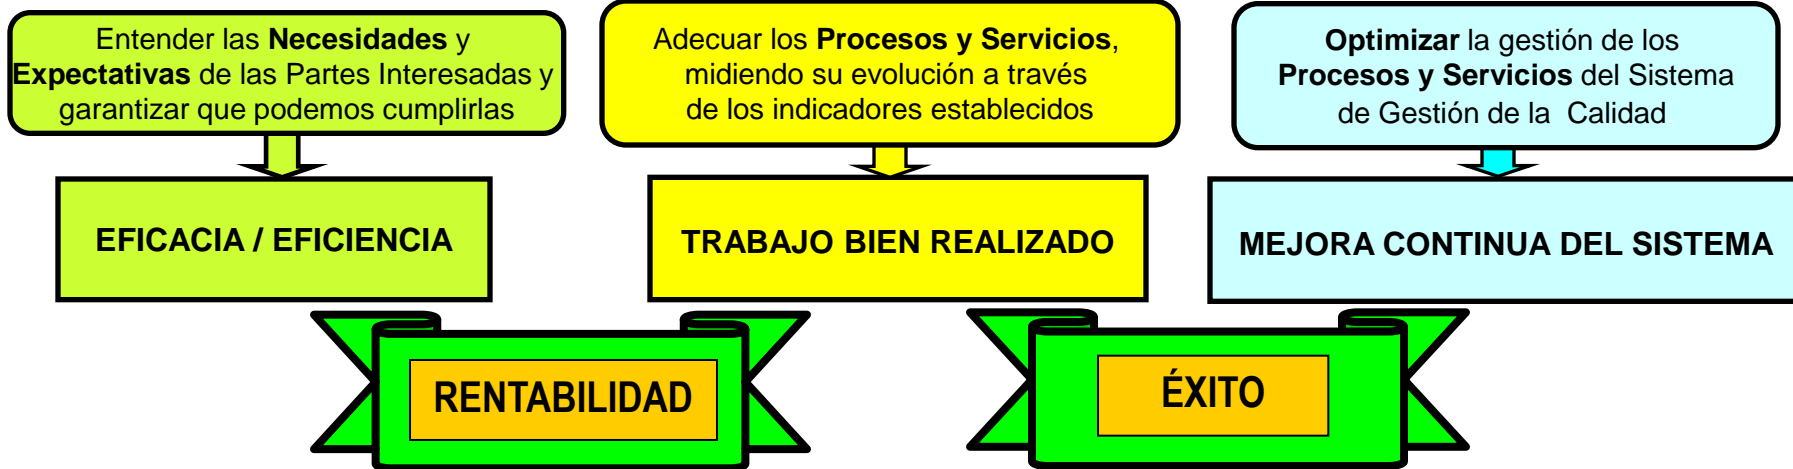 Entender las Necesidades y
Expectativas de las Partes Interesadas y
garantizar que podemos cumplirlas
Adecuar los Procesos y Servicios,
midiendo su evolución a través
de los indicadores establecidos
Optimizar la gestión de los
Procesos y Servicios del Sistema
de Gestión de la Calidad
EFICACIA / EFICIENCIA
TRABAJO BIEN REALIZADO
MEJORA CONTINUA DEL SISTEMA
RENTABILIDAD
ÉXITO